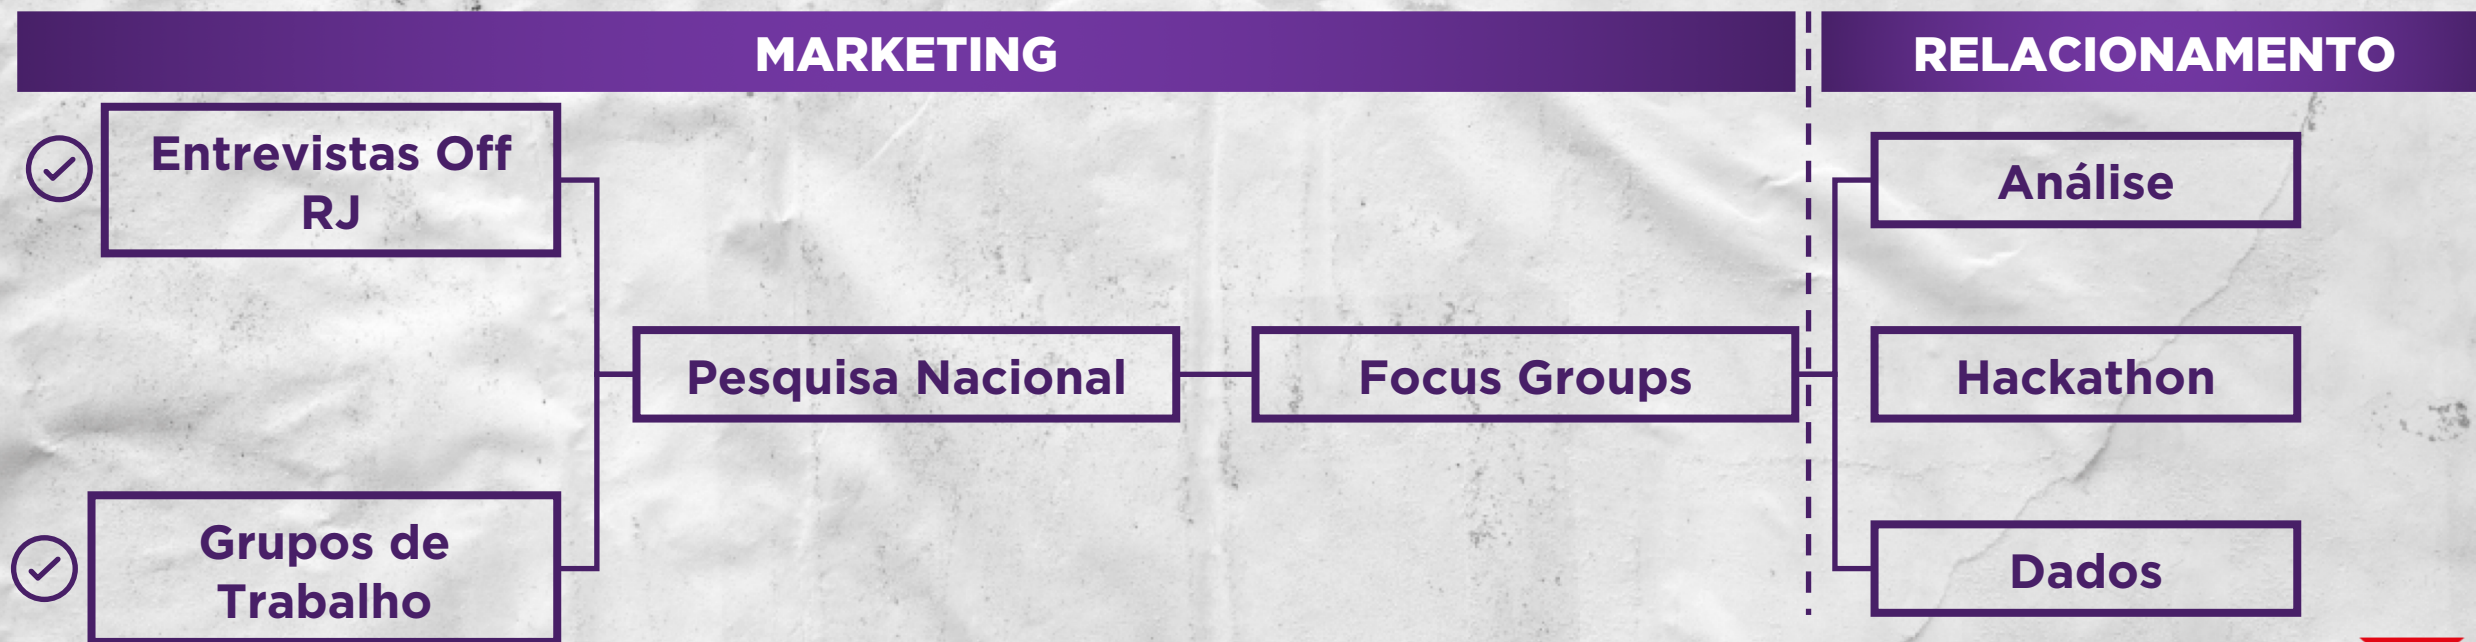 MARKETING
RELACIONAMENTO
Entrevistas Off
RJ
Análise
Pesquisa Nacional
Focus Groups
Hackathon
Grupos de
Trabalho
Dados